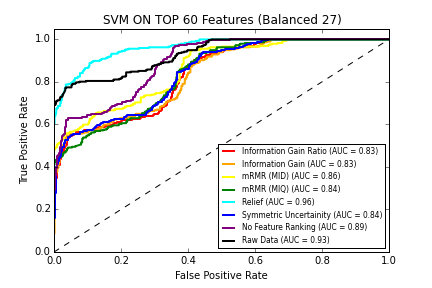 SVM ON TOP 60 Features (Balanced 27)
True Positive Rate
1.0
0.8
0.6
0.4
0.2
0.0
Information Gain Ratio (AUC = 0.83)
Information Gain (AUC = 0.83)
mRMR (MID) (AUC = 0.86)
mRMR (MIQ) (AUC = 0.84)
Relief (AUC = 0.96)
Symmetric Uncertainity (AUC = 0.84)
No Feature Ranking (AUC = 0.89)
Raw Data (AUC = 0.93)
0.0 0.2 0.4 0.6 0.8 1.0
False Positive Rate